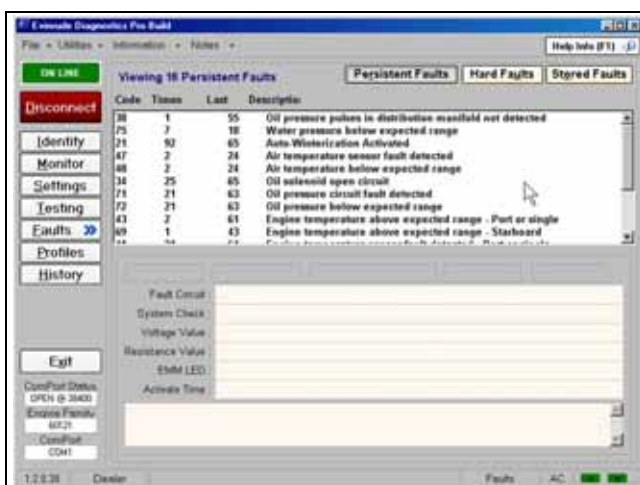 Evinrude Diagnostics Pro Build
File Utilities Information Notes Help Info (F1)
ON LINE
Viewing 16 Persistent Faults
Persistent Faults Hard Faults Stored Faults
Disconnect
Code Times Last Description
38 1 55 Oil pressure pulses in distribution manifold not detected
75 7 18 Water pressure below expected range
21 92 65 Auto-Winterization Activated
47 2 24 Air temperature sensor fault detected
48 2 24 Air temperature below expected range
34 25 65 Oil solenoid open circuit
71 21 63 Oil pressure circuit fault detected
72 21 63 Oil pressure below expected range
43 2 61 Engine temperature above expected range - Port or single
69 1 43 Engine temperature above expected range - Starboard
Identity
Monitor
Settings
Testing
Faults
Profiles
History
Fault Circuit
System Check
Voltage Value
Resistance Value
EMM LED
Activate Time
Exit
ComPort Status
OPEN @ 38400
Engine Family
ComPort
COM1
Dealer Faults AC